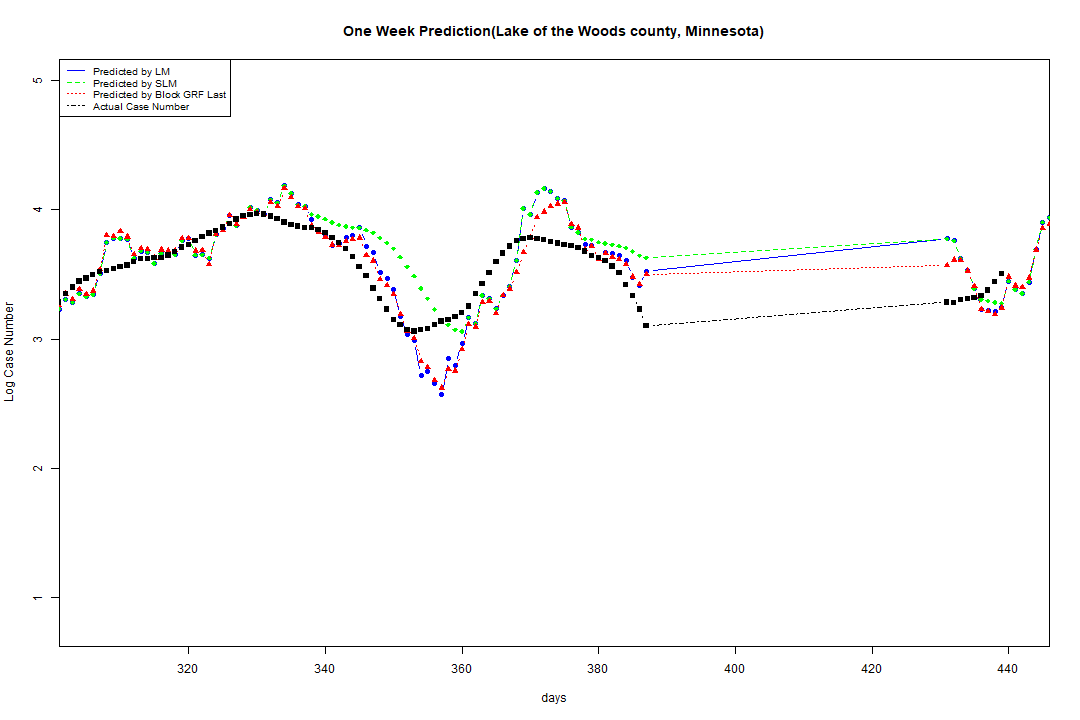 One Week Prediction(Lake of the Woods county, Minnesota)
Predicted by LM
Predicted by SLM
Predicted by Block GRF Last
Actual Case Number
5
4
3
2
1
Log Case Number
320 340 360 380 400 420 440
days